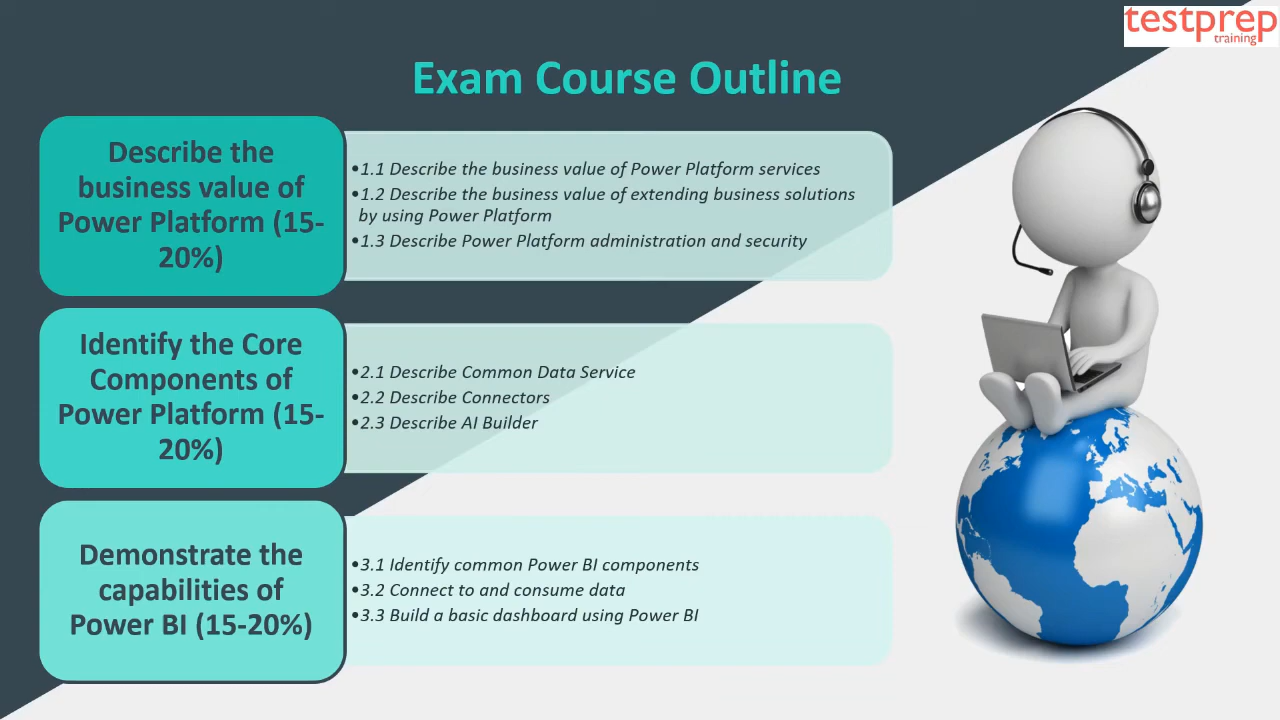 testprep
training
Exam Course Outline
Describe the
business value of
Power Platform (15-
20%)
•1.1 Describe the business value of Power Platform services
•1.2 Describe the business value of extending business solutions
by using Power Platform
•1.3 Describe Power Platform administration and security
Identify the Core
Components of
Power Platform (15-
20%)
•2.1 Describe Common Data Service
•2.2 Describe Connectors
•2.3 Describe AI Builder
Demonstrate the
capabilities of
Power BI (15-20%)
•3.1 Identify common Power BI components
•3.2 Connect to and consume data
•3.3 Build a basic dashboard using Power BI